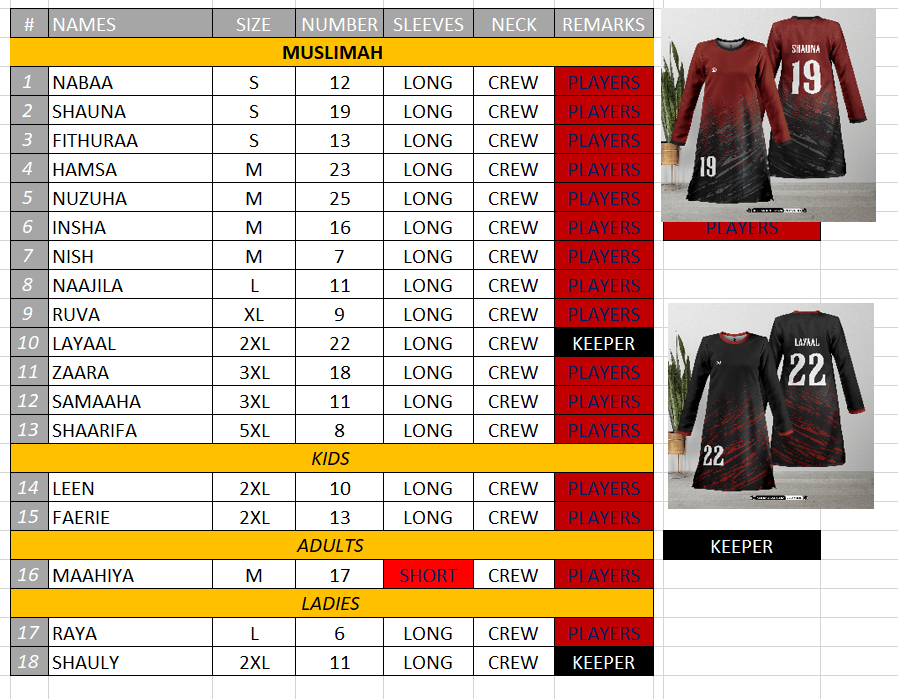 # NAMES SIZE NUMBER SLEEVES NECK REMARKS
MUSLIMAH
1 NABAA S 12 LONG CREW PLAYERS
2 SHAUNA S 19 LONG CREW PLAYERS
3 FITHURAA S 13 LONG CREW PLAYERS
4 HAMSA M 23 LONG CREW PLAYERS
5 NUZUHA M 25 LONG CREW PLAYERS
6 INSHA M 16 LONG CREW PLAYERS
7 NISH M 7 LONG CREW PLAYERS
8 NAAJILA L 11 LONG CREW PLAYERS
9 RUVA XL 9 LONG CREW PLAYERS
10 LAYAAL 2XL 22 LONG CREW KEEPER
11 ZAARA 3XL 18 LONG CREW PLAYERS
12 SAMAAHA 3XL 11 LONG CREW PLAYERS
13 SHAARIFA 5XL 8 LONG CREW PLAYERS
KIDS
14 LEEN 2XL 10 LONG CREW PLAYERS
15 FAERIE 2XL 13 LONG CREW PLAYERS
ADULTS
16 MAAHIYA M 17 SHORT CREW PLAYERS
LADIES
17 RAYA L 6 LONG CREW PLAYERS
18 SHAULY 2XL 11 LONG CREW KEEPER
SHAUNA
19
19
PLAYERS
LAYAAL
22
22
KEEPER